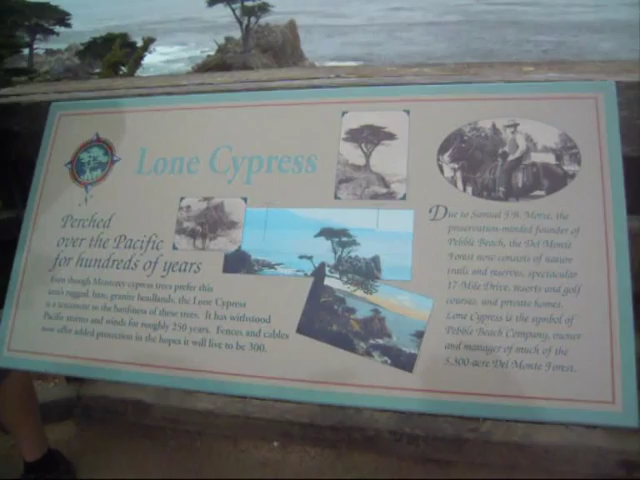 Lone Cypress
Perched
over the Pacific
for hundreds of years
Even though Monterey cypress trees prefer this
area's rugged, bare, granite headlands, the Lone Cypress
is a testament to the hardiness of these trees. It has withstood
Pacific storms and winds for roughly 250 years. Fences and cables
now offer added protection in the hopes it will live to be 300.
Due to Samuel F.B. Morse, the
preservation-minded founder of
Pebble Beach, the Del Monte
Forest now consists of nature
trails and reserves, spectacular
17-Mile Drive, resorts and golf
courses, and private homes.
Lone Cypress is the symbol of
Pebble Beach Company, owner
and manager of much of the
5,300-acre Del Monte Forest.